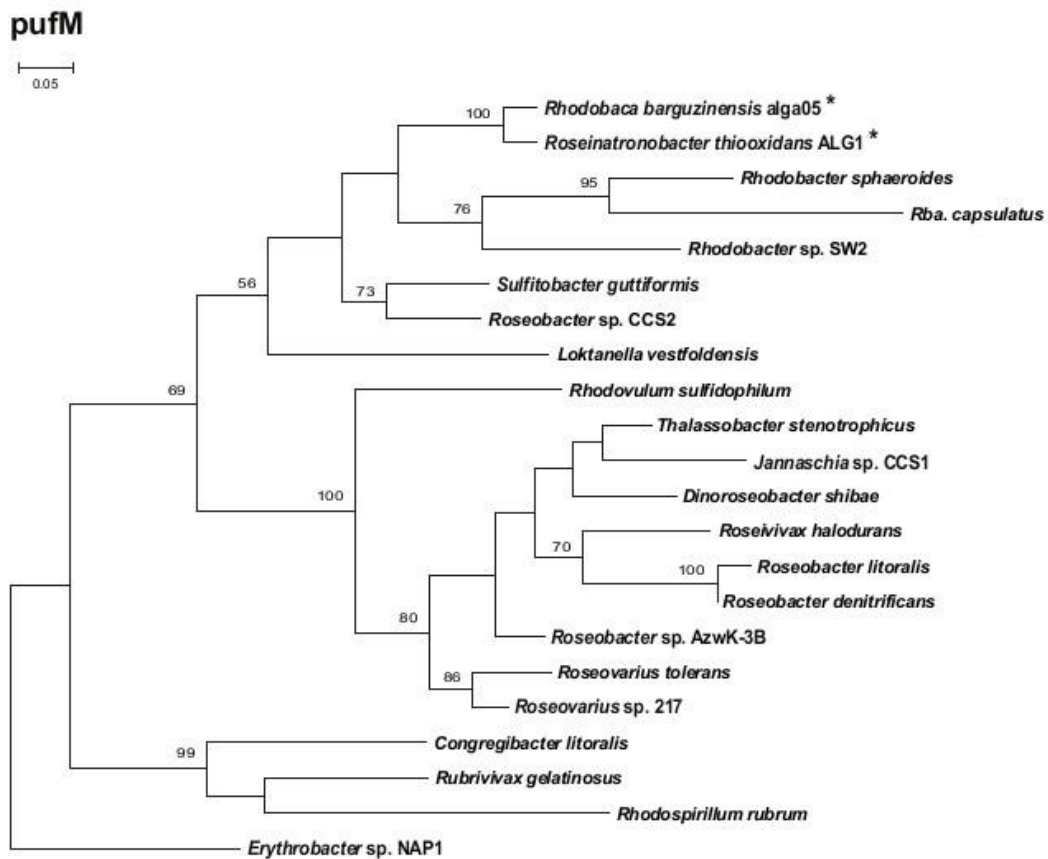 pufM
0.05
100
Rhodobaca barguzinensis alga05 *
Roseinatronobacter thiooxidans ALG1 *
95
Rhodobacter sphaeroides
76
Rba. capsulatus
Rhodobacter sp. SW2
56
Sulfitobacter guttiformis
73
Roseobacter sp. CCS2
Loktanella vestfoldensis
69
Rhodovulum sulfidophilum
Thalassobacter stenotrophicus
Jannaschia sp. CCS1
100
Dinoroseobacter shibae
Roseivivax halodurans
70
100
Roseobacter litoralis
Roseobacter denitrificans
80
Roseobacter sp. AzwK-3B
86
Roseovarius tolerans
Roseovarius sp. 217
99
Congregibacter litoralis
Rubrivivax gelatinosus
Rhodospirillum rubrum
Erythrobacter sp. NAP1